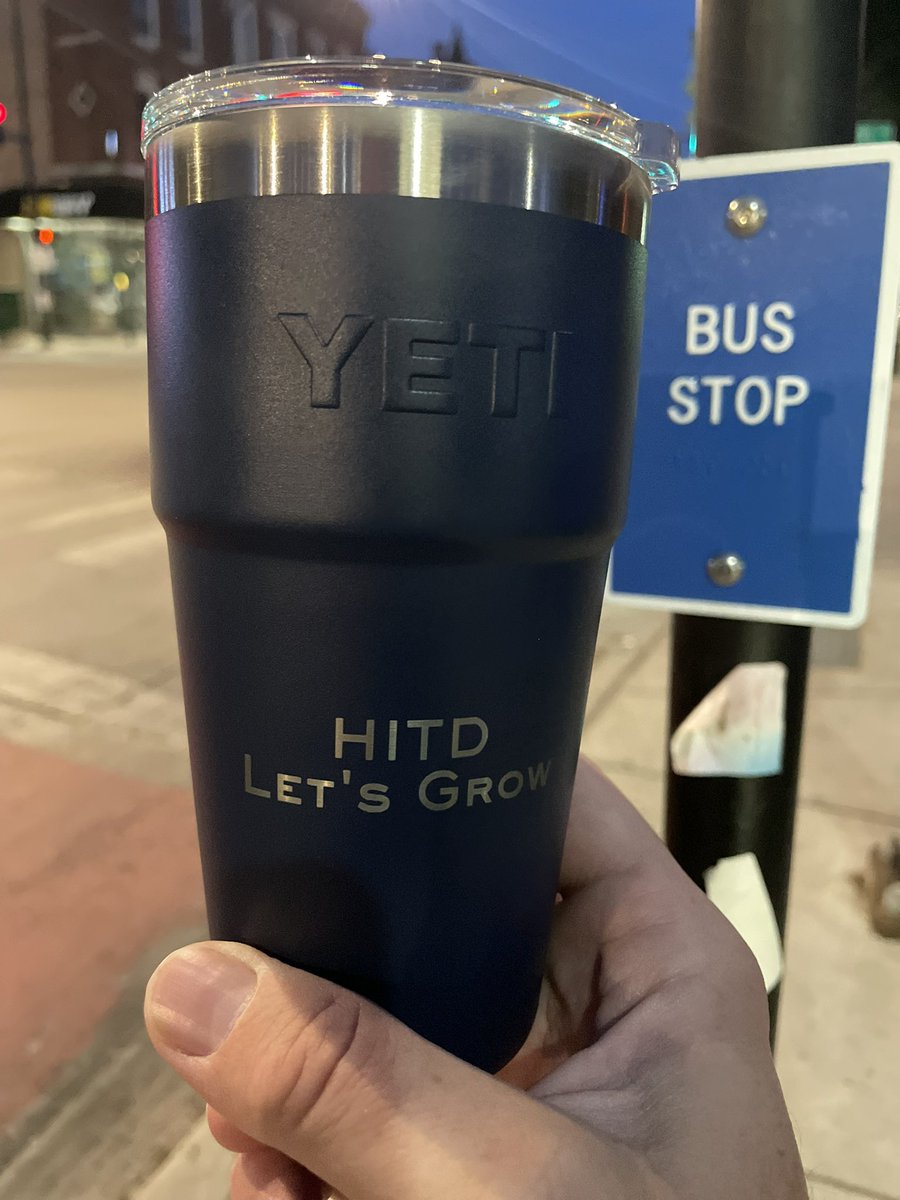 YETI
BUS
STOP
HITD
LET'S GROW